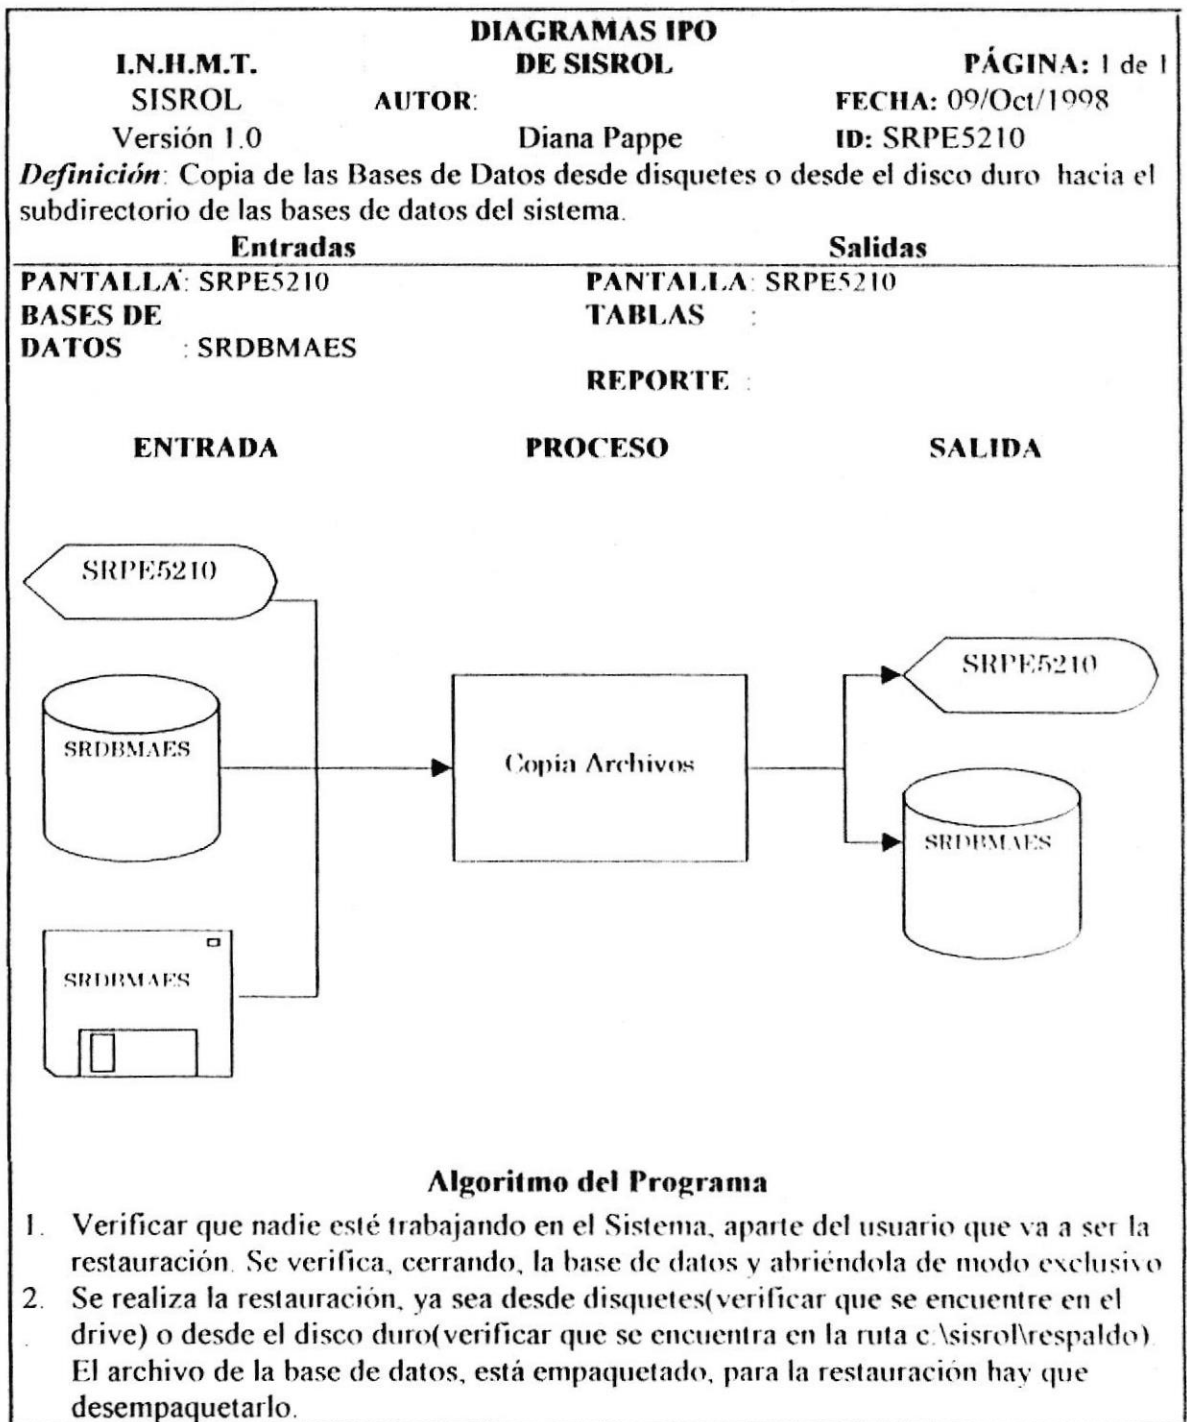 DIAGRAMAS IPO
I.N.H.M.T. DE SISROL PÁGINA: 1 de 1
SISROL AUTOR: FECHA: 09/Oct/1998
Versión 1.0 Diana Pappe ID: SRPE5210
Definición: Copia de las Bases de Datos desde disquetes o desde el disco duro hacia el
subdirectorio de las bases de datos del sistema.
Entradas Salidas
PANTALLA: SRPE5210 PANTALLA: SRPE5210
BASES DE TABLAS :
DATOS : SRDBMAES
REPORTE :
ENTRADA PROCESO SALIDA
SRPE5210
SRPE5210
SRDBMAES
Copia Archivos
SRDBMAES
SRDBMAES
Algoritmo del Programa
1. Verificar que nadie esté trabajando en el Sistema, aparte del usuario que va a ser la
restauración. Se verifica, cerrando, la base de datos y abriéndola de modo exclusivo
2. Se realiza la restauración, ya sea desde disquetes(verificar que se encuentre en el
drive) o desde el disco duro(verificar que se encuentra en la ruta c:\sisrol\respaldo).
El archivo de la base de datos, está empaquetado, para la restauración hay que
desempaquetarlo.